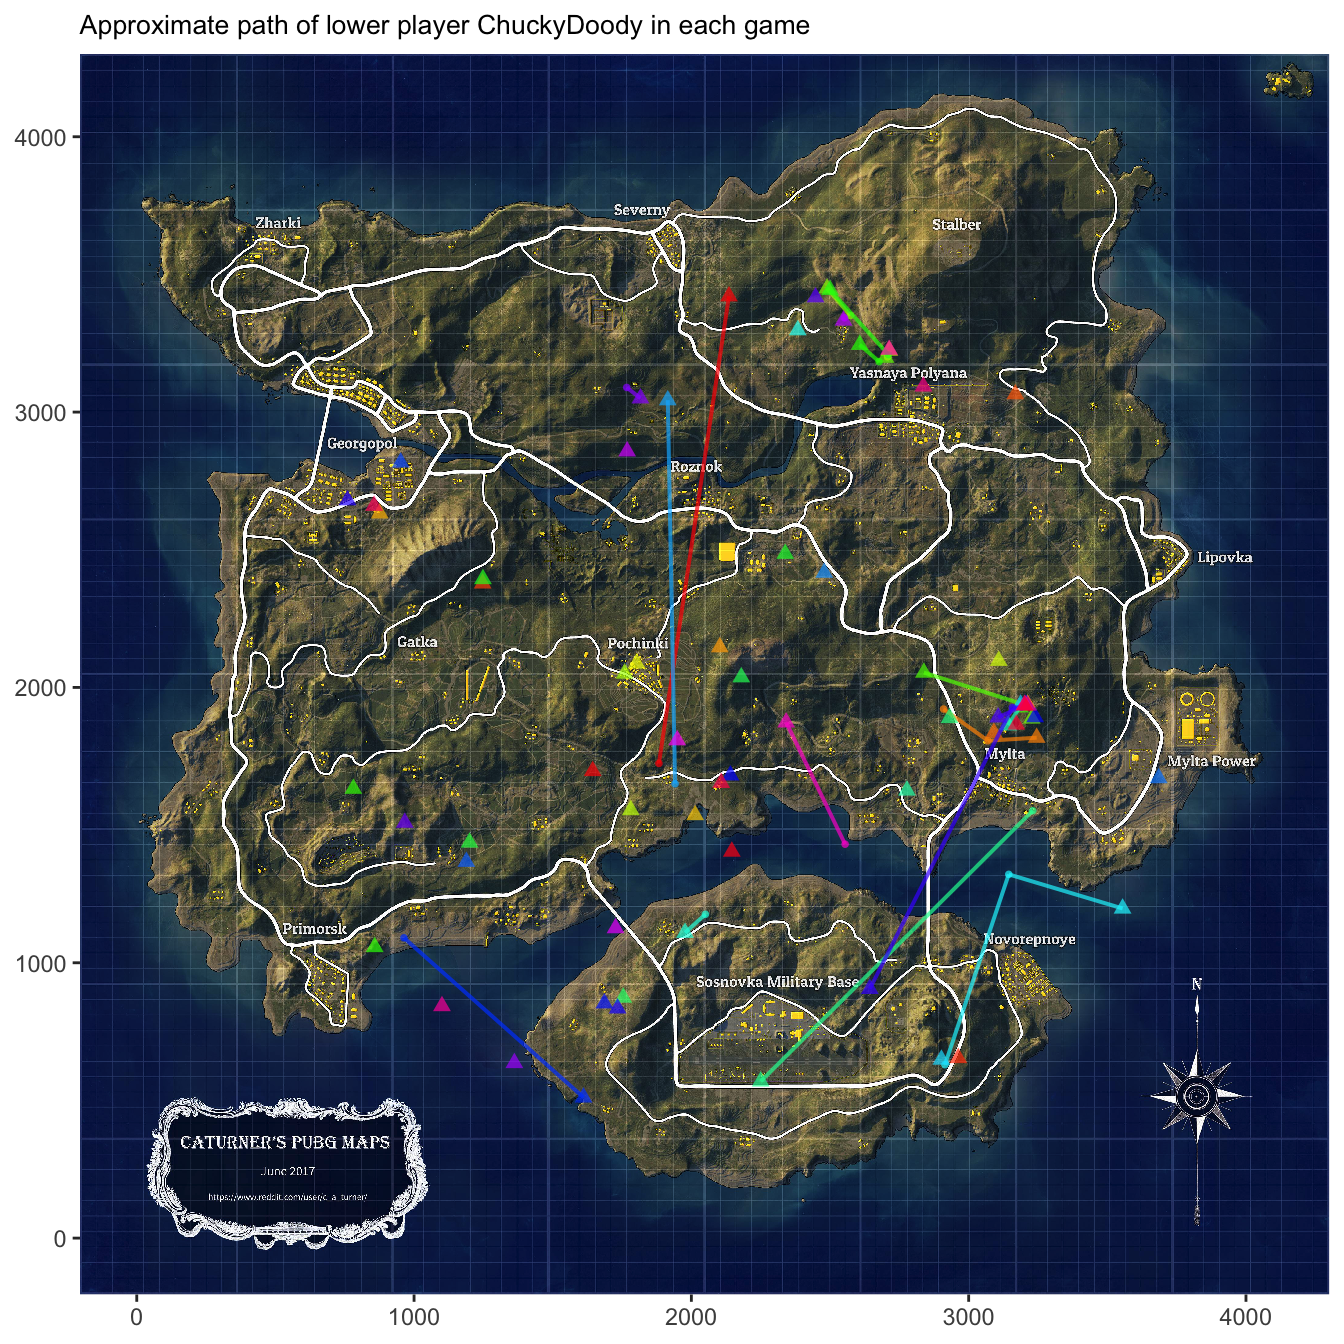 Approximate path of lower player ChuckyDoody in each game
4000
3000
2000
1000
0
0
1000
2000
3000
4000
Zharki
Severny
Stalber
Yasnaya Polyana
Georgopol
Roznok
Lipovka
Gatka
Pochinki
Mylta
Mylta Power
Primorsk
Novorepnoye
Sosnovka Military Base
N
CATURNER'S PUBG MAPS
June 2017
https://www.reddit.com/user/c_a_turner/